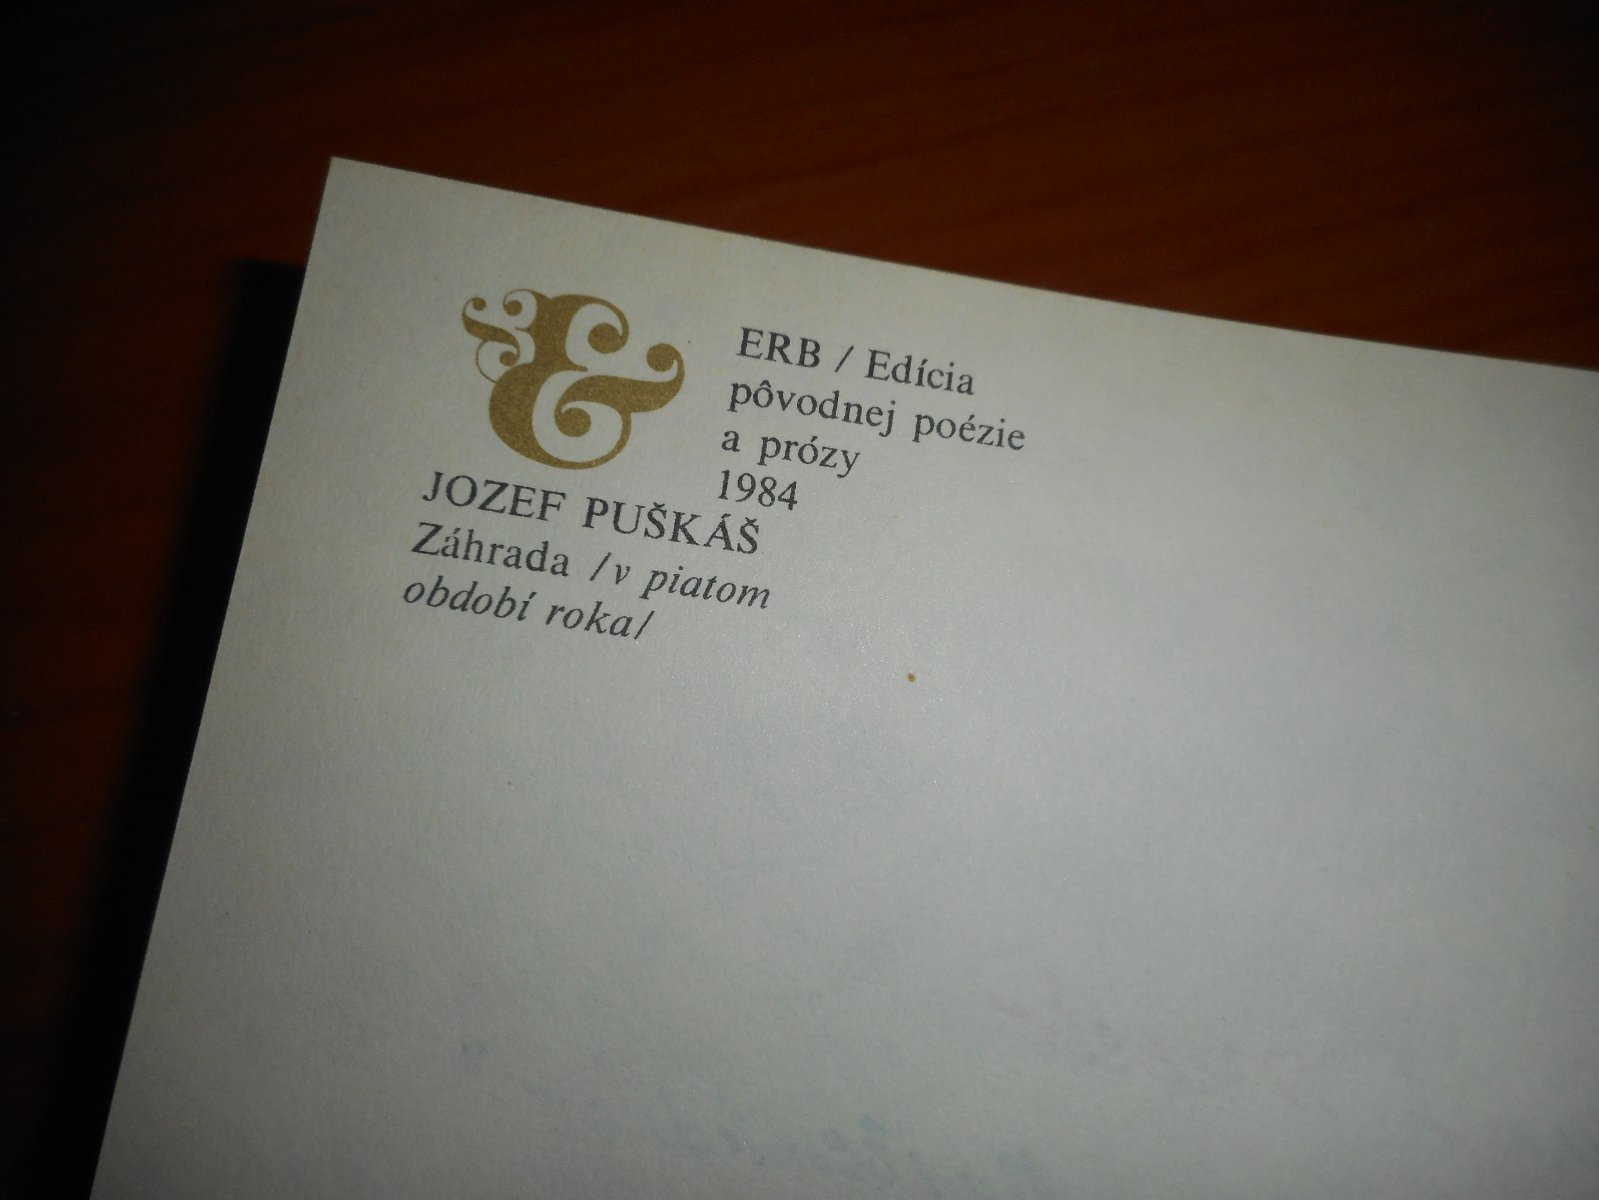 ERB / Edícia
pôvodnej poézie
a prózy
1984
JOZEF PUŠKÁŠ
Záhrada /v piatom
období roka/